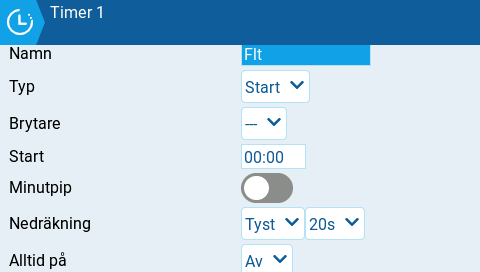 Timer 1
Namn Flt
Typ Start
Brytare ---
Start 00:00
Minutpip
Nedräkning Tyst 20s
Alltid på Av